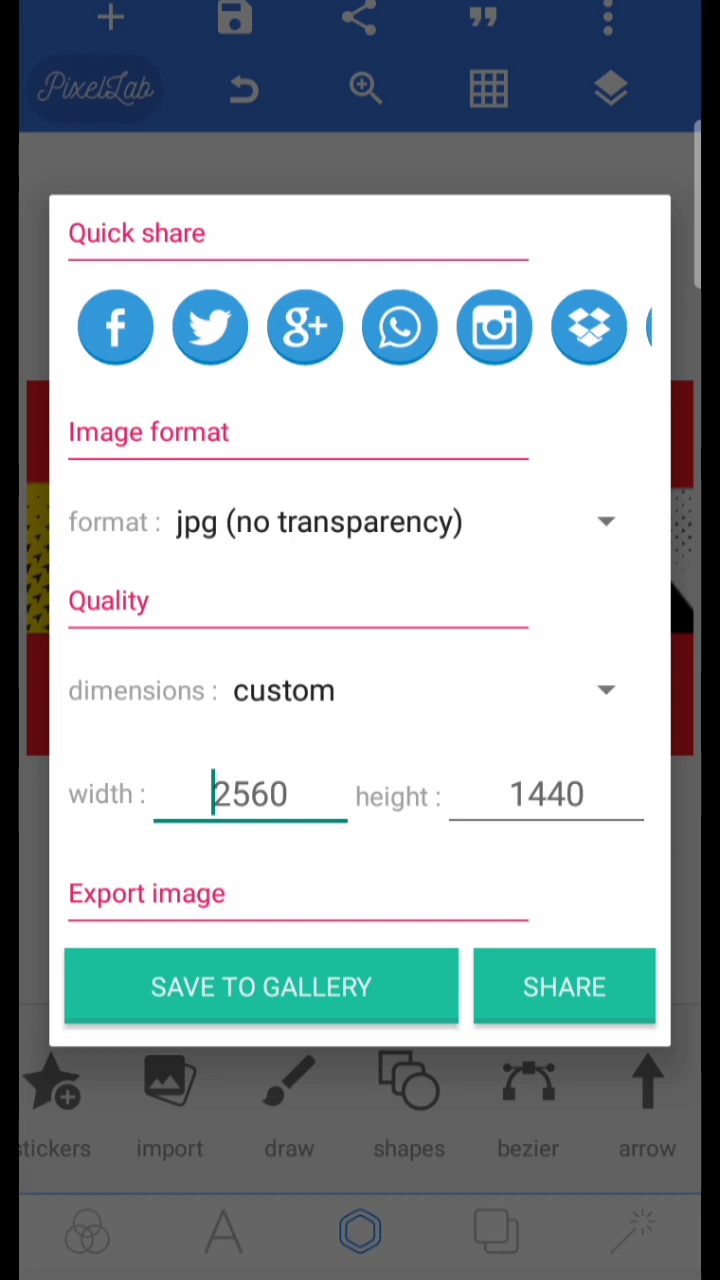 PixelLab
Quick share
Image format
format : jpg (no transparency)
Quality
dimensions : custom
width : 2560 height : 1440
Export image
SAVE TO GALLERY SHARE
stickers import draw shapes bezier arrow